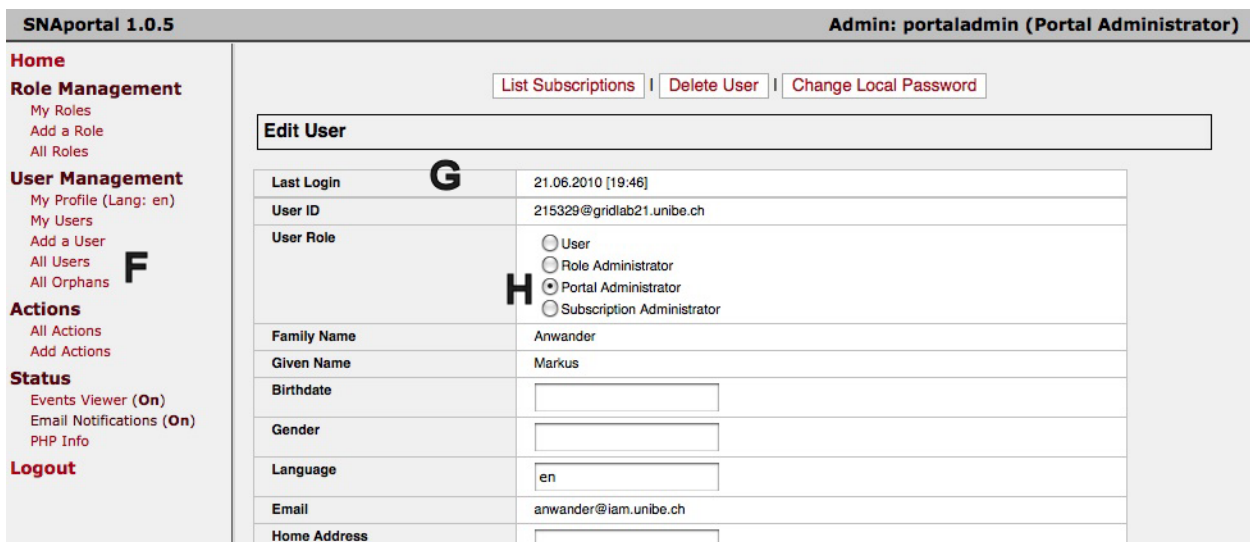 SNAportal 1.0.5 Admin: portaladmin (Portal Administrator)
Home
Role Management
My Roles
Add a Role
All Roles
User Management
My Profile (Lang: en)
My Users
Add a User
All Users
All Orphans
F
Actions
All Actions
Add Actions
Status
Events Viewer (On)
Email Notifications (On)
PHP Info
Logout
List Subscriptions | Delete User | Change Local Password
Edit User
G
Last Login 21.06.2010 [19:46]
User ID 215329@gridlab21.unibe.ch
User Role User
Role Administrator
H Portal Administrator
Subscription Administrator
Family Name Anwander
Given Name Markus
Birthdate
Gender
Language en
Email anwander@iam.unibe.ch
Home Address